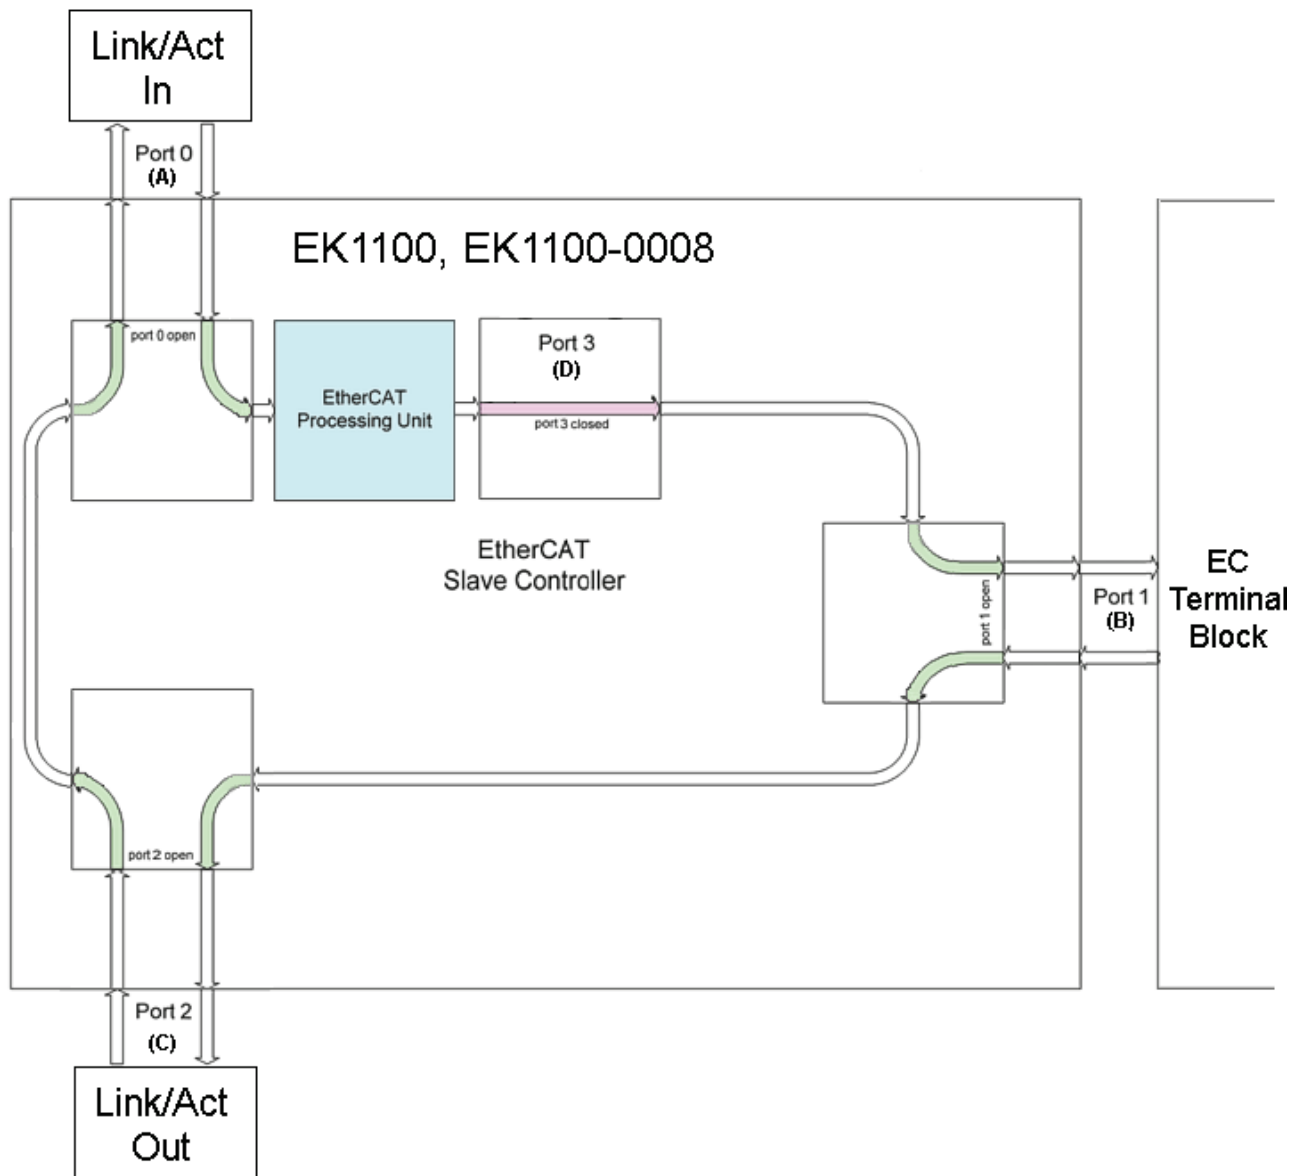 Link/Act
In
Port 0
(A)
EK1100, EK1100-0008
port 0 open
EtherCAT
Processing Unit
Port 3
(D)
port 3 closed
EtherCAT
Slave Controller
port 1 open
Port 1
(B)
EC
Terminal
Block
port 2 open
Port 2
(C)
Link/Act
Out